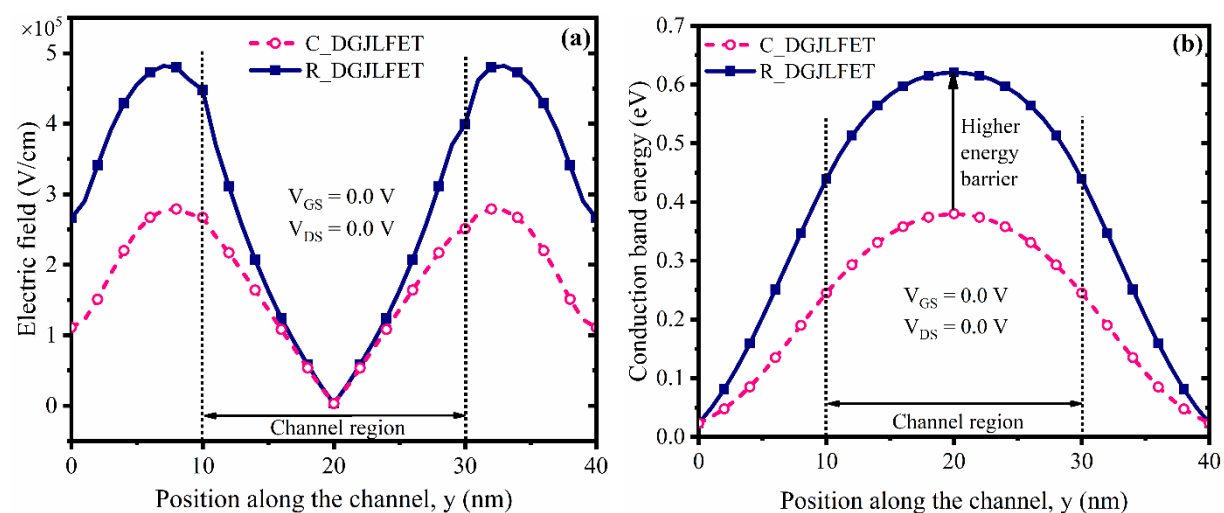 ×10⁵
(a)
C_DGJLFET
R_DGJLFET
5
4
3
2
1
0
Electric field (V/cm)
V_GS = 0.0 V
V_DS = 0.0 V
Channel region
0 10 20 30 40
Position along the channel, y (nm)
(b)
C_DGJLFET
R_DGJLFET
0.7
0.6
0.5
0.4
0.3
0.2
0.1
0.0
Conduction band energy (eV)
Higher
energy
barrier
V_GS = 0.0 V
V_DS = 0.0 V
Channel region
0 10 20 30 40
Position along the channel, y (nm)